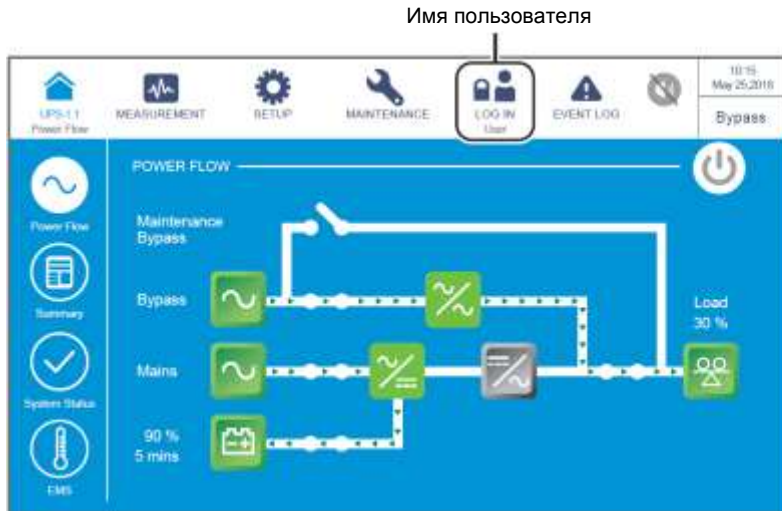 Имя пользователя
UPS-1.1
Power Flow
MEASUREMENT
SETUP
MAINTENANCE
LOG IN
User
EVENT LOG
10:15
May 25,2018
Bypass
Power Flow
Summary
System Status
EMS
POWER FLOW
Maintenance
Bypass
Bypass
Mains
90 %
5 mins
Load
30 %